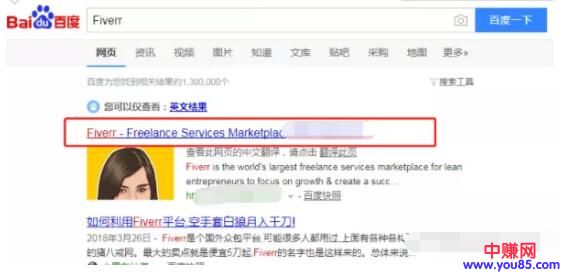 Bai du 百度 Fiverr 百度一下
网页 资讯 视频 图片 知道 文库 贴吧 采购 地图 更多»
百度为您找到相关结果约1,300,000个 搜索工具
您可以仅查看：英文结果
Fiverr - Freelance Services Marketplac
查看此网页的中文翻译，请点击 翻译此页
Fiverr is the world's largest freelance services marketplace for lean
entrepreneurs to focus on growth & create a succ...
百度快照
如何利用Fiverr平台,空手套白狼月入千刀!
2018年3月26日 - Fiverr是个国外众包平台,可能很多人都用过,上面有各种各
的猪八戒网。最大的卖点就是便宜5刀起,Fiverr的名字也是这样来的。总体来说...
中赚网
www.you85.com